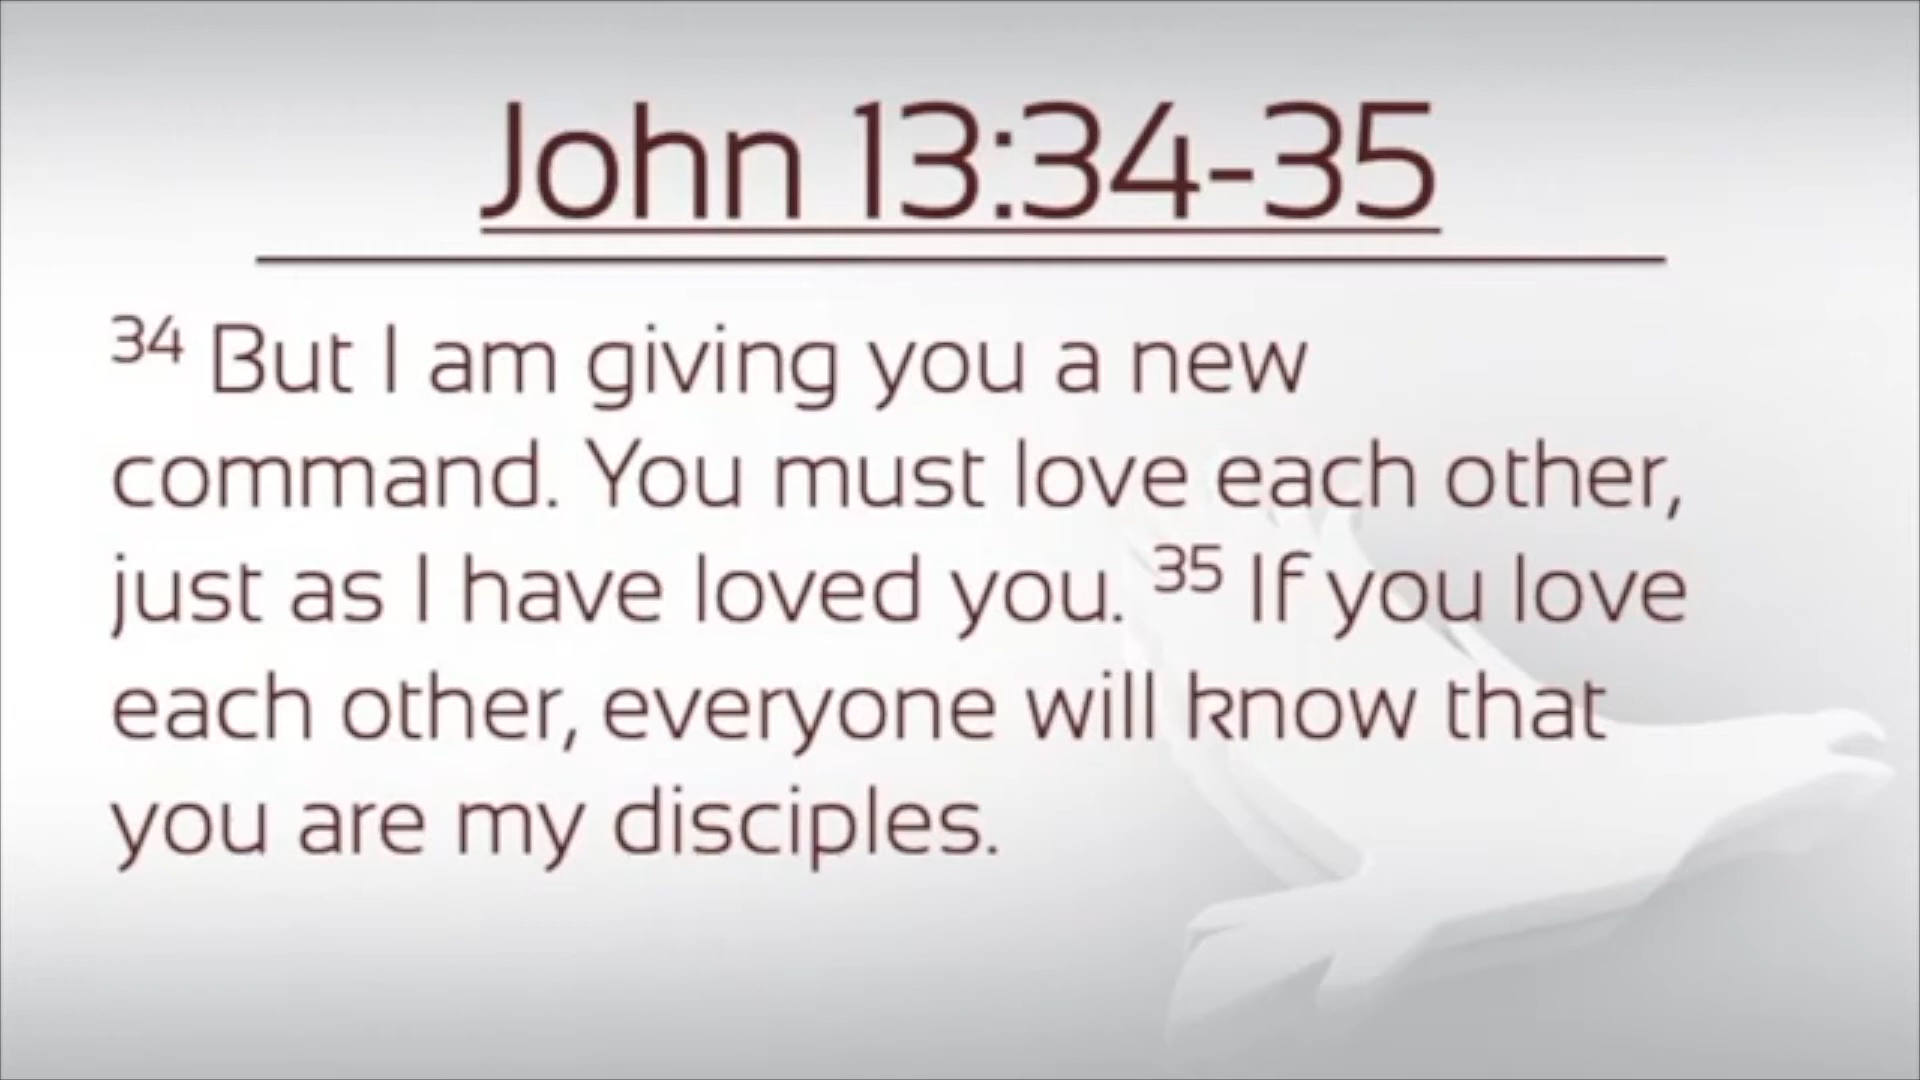 John 13:34-35
34 But I am giving you a new
command. You must love each other,
just as I have loved you. 35 If you love
each other, everyone will know that
you are my disciples.